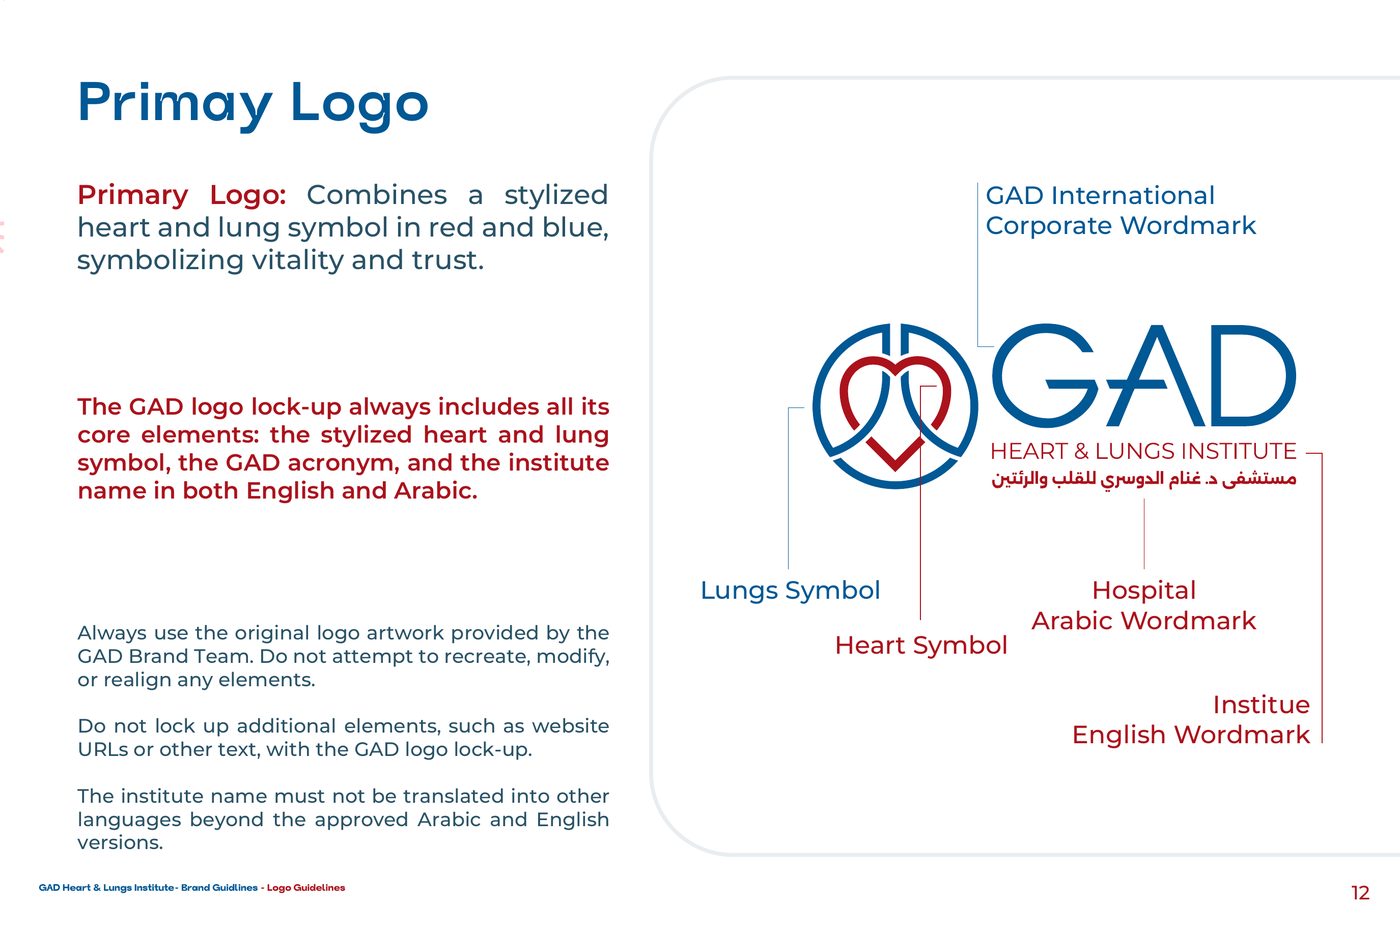 Primay Logo
Primary Logo: Combines a stylized
heart and lung symbol in red and blue,
symbolizing vitality and trust.
The GAD logo lock-up always includes all its
core elements: the stylized heart and lung
symbol, the GAD acronym, and the institute
name in both English and Arabic.
Always use the original logo artwork provided by the
GAD Brand Team. Do not attempt to recreate, modify,
or realign any elements.
Do not lock up additional elements, such as website
URLs or other text, with the GAD logo lock-up.
The institute name must not be translated into other
languages beyond the approved Arabic and English
versions.
GAD International
Corporate Wordmark
GAD
HEART & LUNGS INSTITUTE
مستشفى د. غنام الدوسري للقلب والرئتين
Lungs Symbol
Heart Symbol
Hospital
Arabic Wordmark
Institue
English Wordmark
GAD Heart & Lungs Institute- Brand Guidlines - Logo Guidelines
12